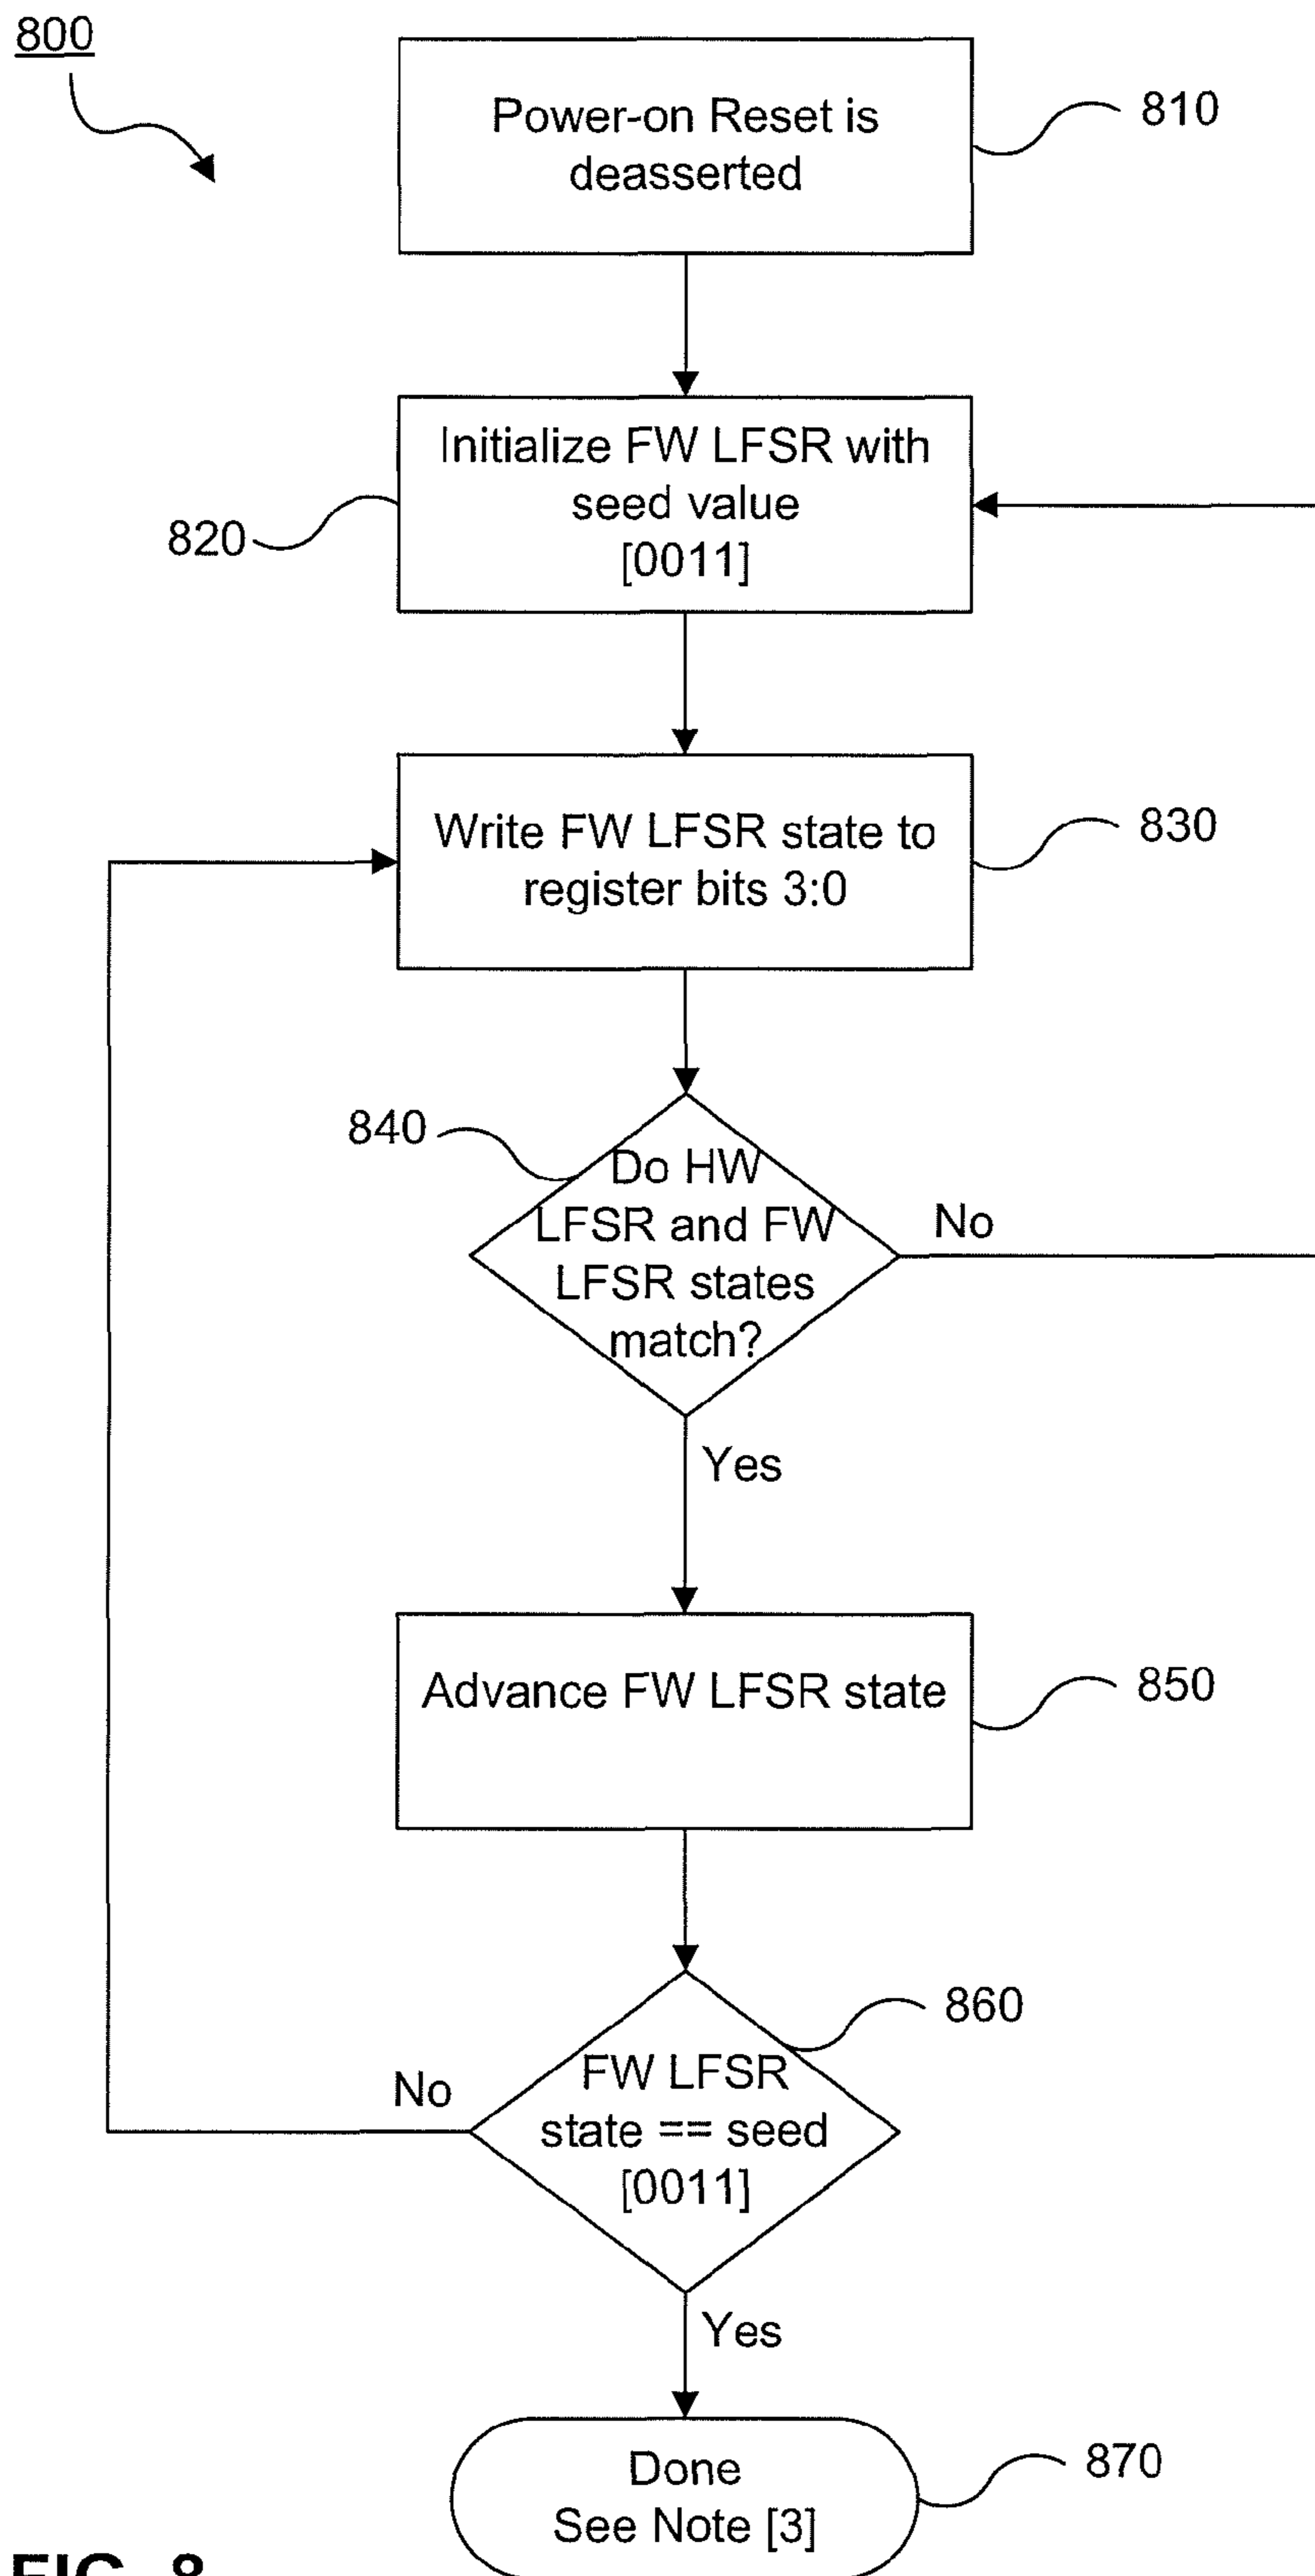 800
Power-on Reset is
deasserted
810
Initialize FW LFSR with
seed value
[0011]
820
Write FW LFSR state to
register bits 3:0
830
840
Do HW
LFSR and FW
LFSR states
match?
No
Yes
Advance FW LFSR state
850
860
FW LFSR
state == seed
[0011]
No
Yes
Done
See Note [3]
870
FIG. 8